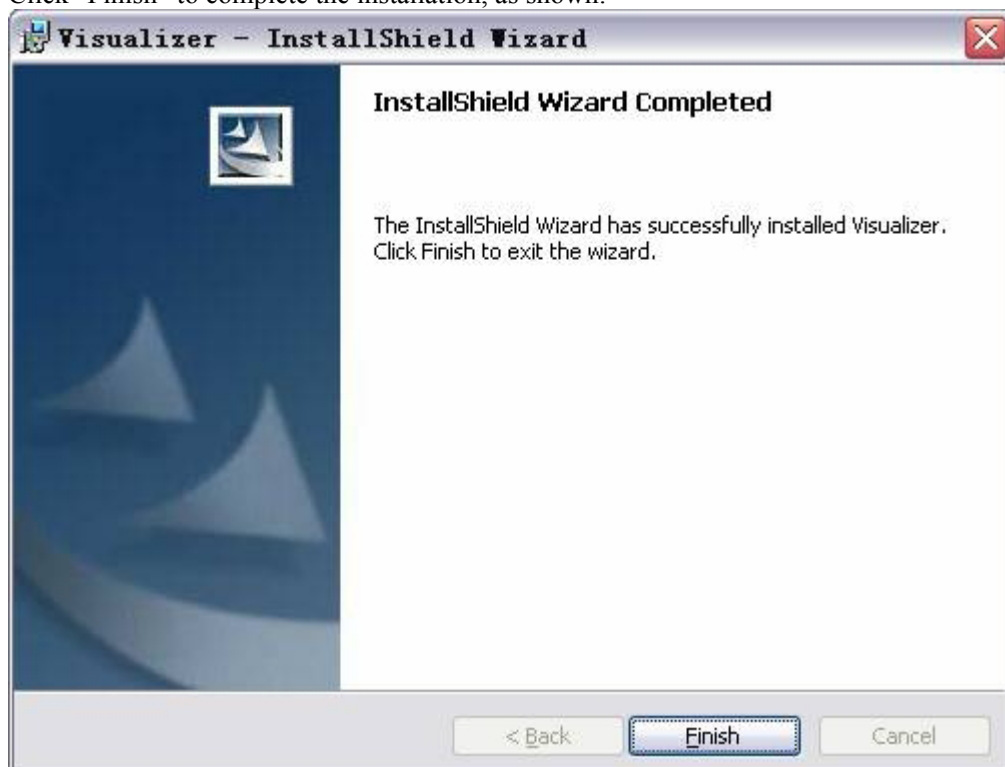 Click "Finish" to complete the installation, as shown.
Visualizer - InstallShield Wizard
InstallShield Wizard Completed
The InstallShield Wizard has successfully installed Visualizer.
Click Finish to exit the wizard.
< Back
Finish
Cancel